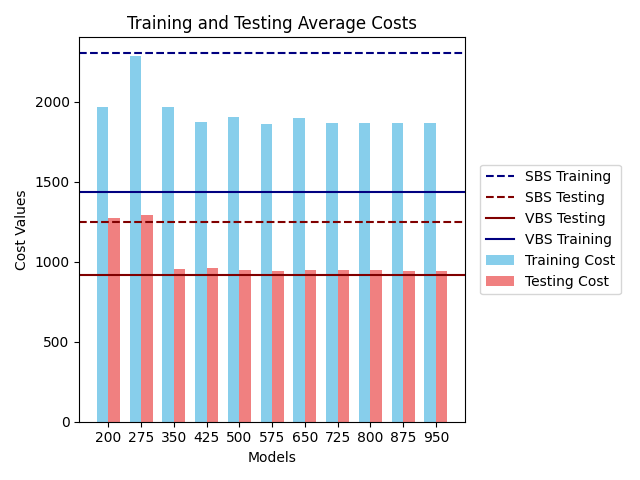 Training and Testing Average Costs
Cost Values
2000
1500
1000
500
0
200 275 350 425 500 575 650 725 800 875 950
Models
SBS Training
SBS Testing
VBS Testing
VBS Training
Training Cost
Testing Cost